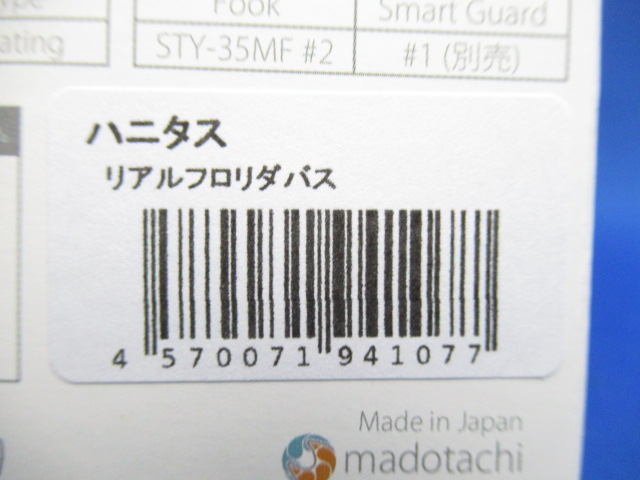 Smart Guard
STY-35MF #2
#1 (別売)
ハニタス
リアルフロリダバス
4 570071 941077
Made in Japan
madotachi